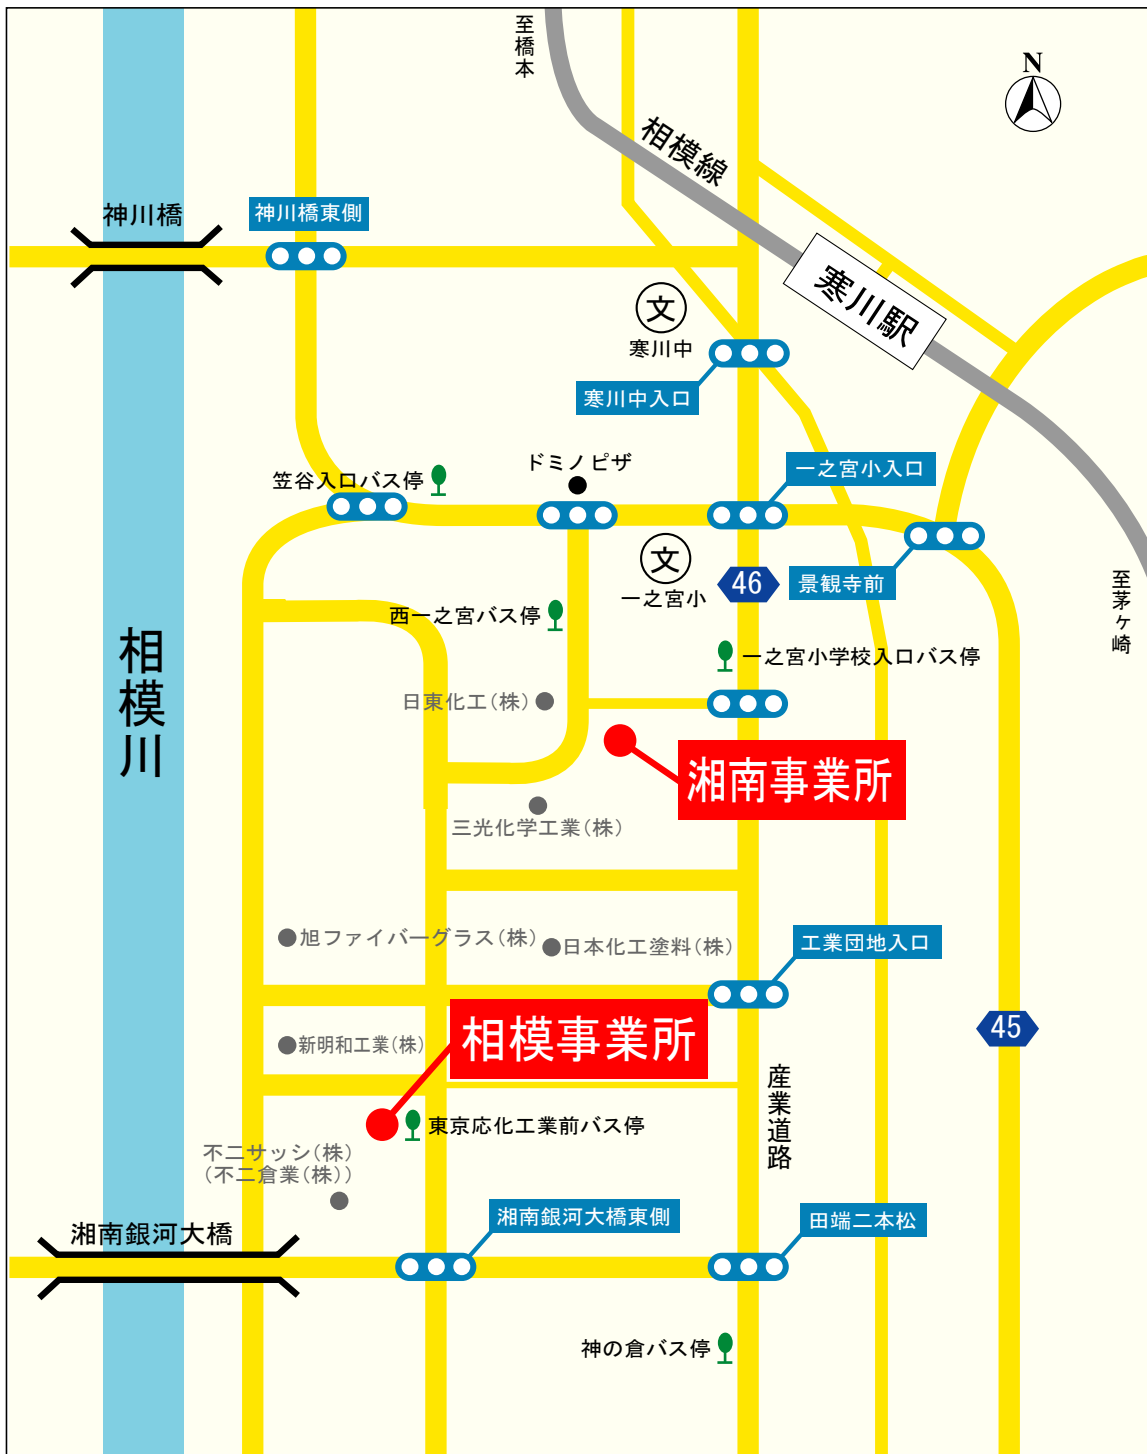 至橋本
N
相模線
神川橋
神川橋東側
寒川駅
文
寒川中
寒川中入口
ドミノピザ
一之宮小入口
笠谷入口バス停
文
一之宮小
46
景観寺前
至茅ヶ崎
西一之宮バス停
一之宮小学校入口バス停
相模川
日東化工(株)
湘南事業所
三光化学工業(株)
旭ファイバーグラス(株)
日本化工塗料(株)
工業団地入口
相模事業所
新明和工業(株)
45
産業道路
東京応化工業前バス停
不二サッシ(株)
(不二倉業(株))
湘南銀河大橋東側
田端二本松
湘南銀河大橋
神の倉バス停